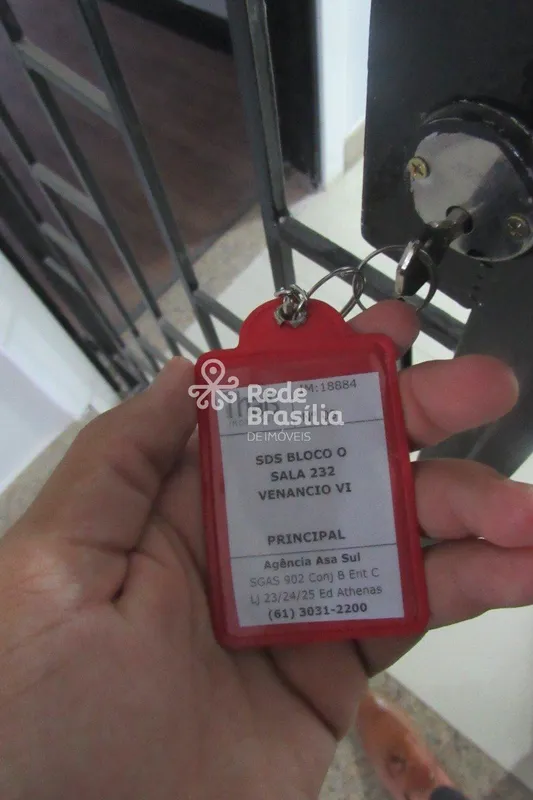 IM:18884
Rede
Brasília
DE IMÓVEIS
SDS BLOCO O
SALA 232
VENANCIO VI
PRINCIPAL
Agência Asa Sul
SGAS 902 Conj B Ent C
Lj 23/24/25 Ed Athenas
(61) 3031-2200